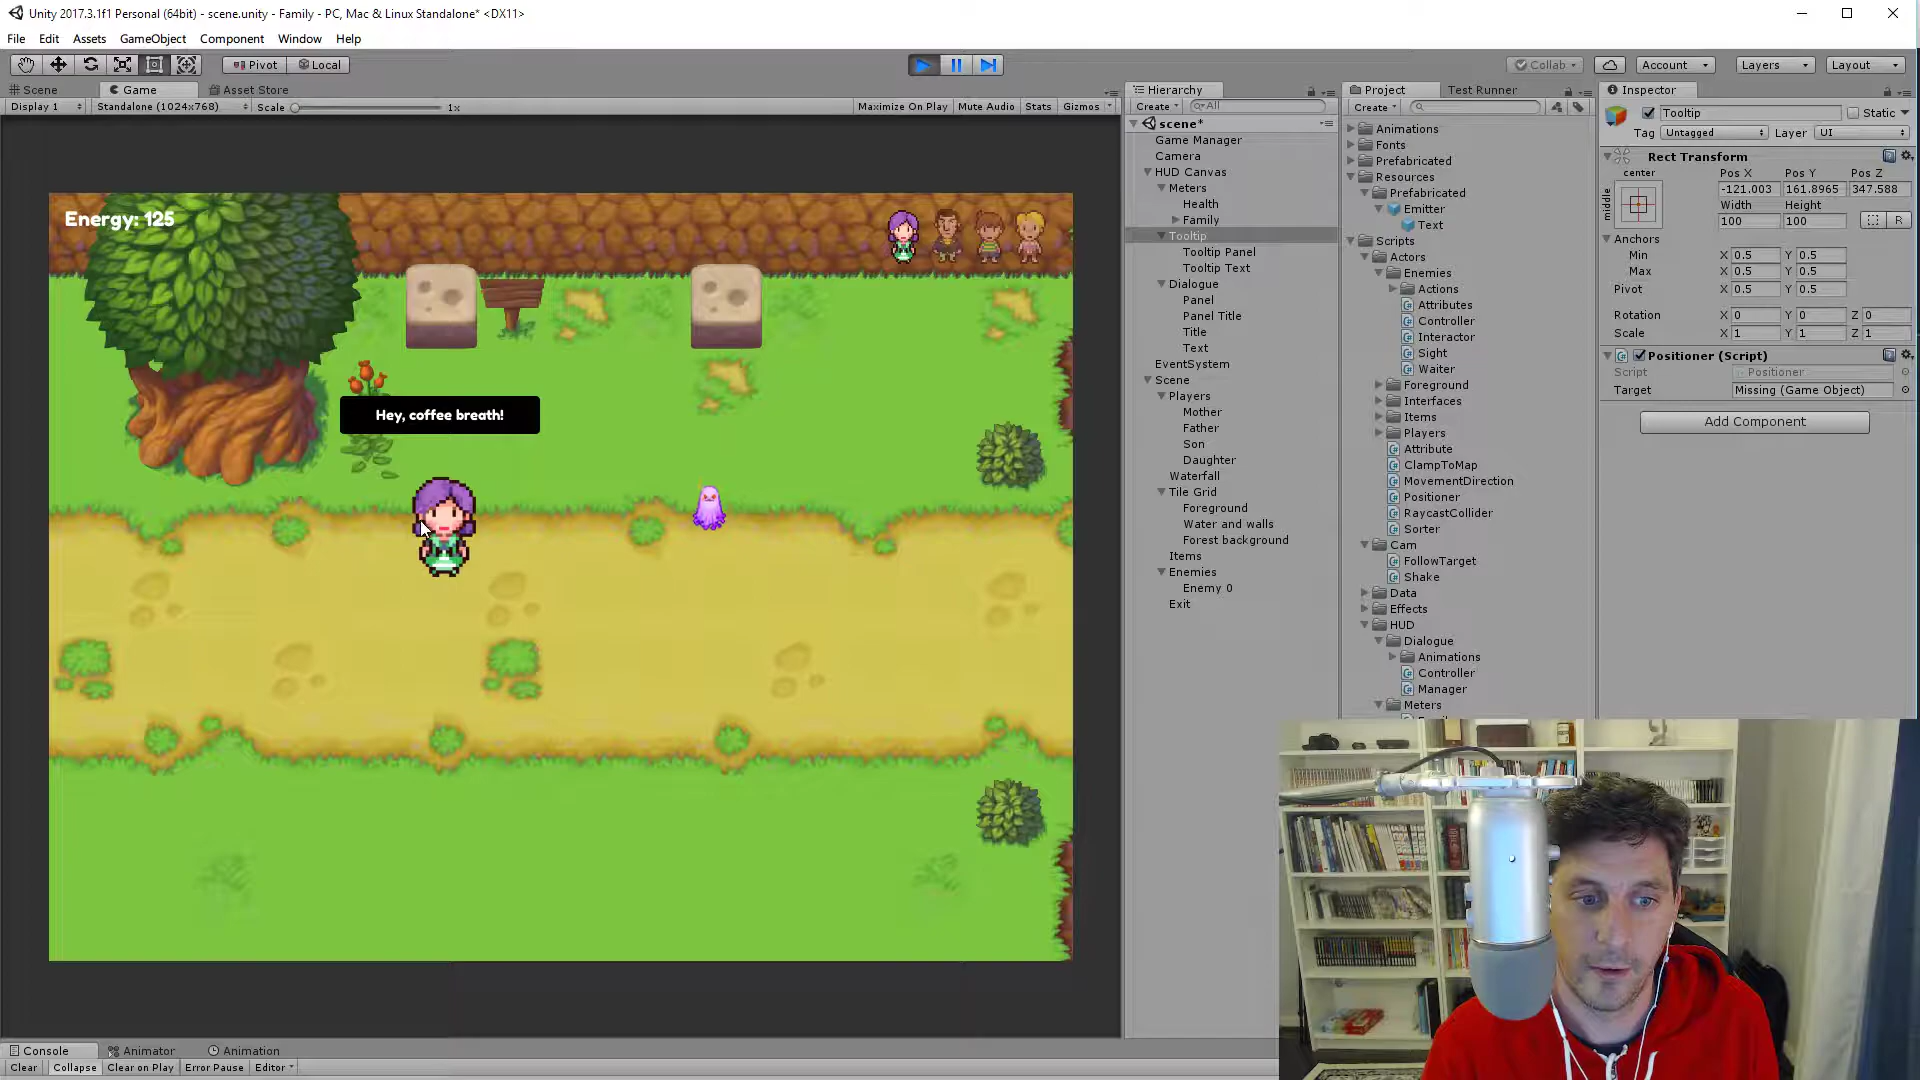 Unity 2017.3.1f1 Personal (64bit) - scene.unity - Family - PC, Mac & Linux Standalone* <DX11>
File Edit Assets GameObject Component Window Help
Pivot Local
Collab Account Layers Layout
Scene Game Asset Store
Display 1 Standalone (1024x768) Scale 1x Maximize On Play Mute Audio Stats Gizmos
Energy: 125
Hey, coffee breath!
Hierarchy
Create All
scene*
Game Manager
Camera
HUD Canvas
Meters
Health
Family
Tooltip
Tooltip Panel
Tooltip Text
Dialogue
Panel
Panel Title
Title
Text
EventSystem
Scene
Players
Mother
Father
Son
Daughter
Waterfall
Tile Grid
Foreground
Water and walls
Forest background
Items
Enemies
Enemy 0
Exit
Project Test Runner
Create
Animations
Fonts
Prefabricated
Resources
Prefabricated
Emitter
Text
Scripts
Actors
Enemies
Actions
Attributes
Controller
Interactor
Sight
Waiter
Foreground
Interfaces
Items
Players
Attribute
ClampToMap
MovementDirection
Positioner
RaycastCollider
Sorter
Cam
FollowTarget
Shake
Data
Effects
HUD
Dialogue
Animations
Controller
Manager
Meters
Inspector
Tooltip Static
Tag Untagged Layer UI
Rect Transform
center Pos X Pos Y Pos Z
middle -121.003 161.8965 347.588
Width Height
100 100 R
Anchors
Min X 0.5 Y 0.5
Max X 0.5 Y 0.5
Pivot X 0.5 Y 0.5
Rotation X 0 Y 0 Z 0
Scale X 1 Y 1 Z 1
Positioner (Script)
Script Positioner
Target Missing (Game Object)
Add Component
Console Animator Animation
Clear Collapse Clear on Play Error Pause Editor